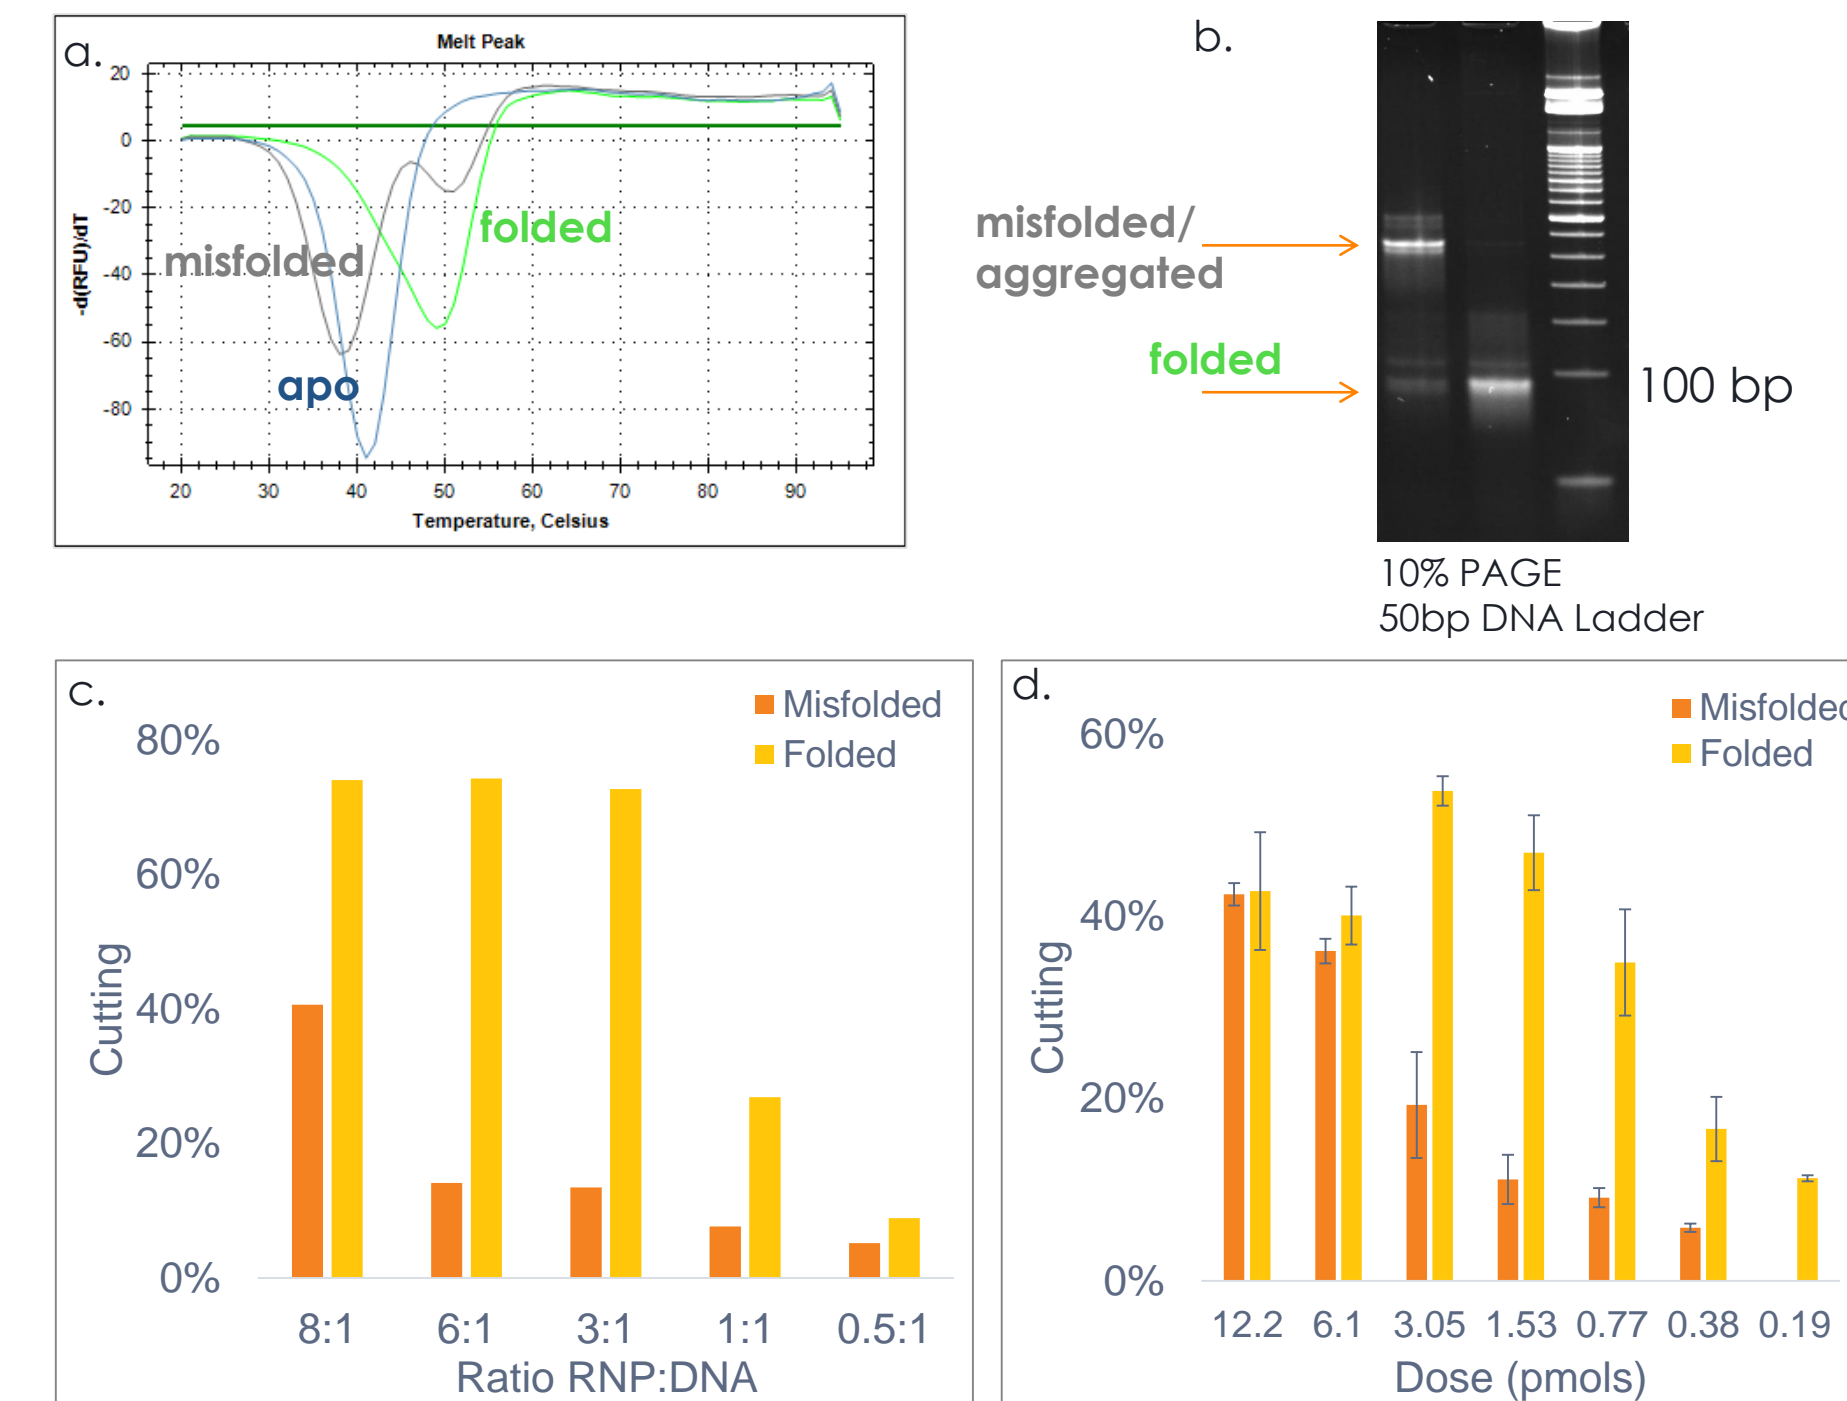 a.
Melt Peak
20
0
-20
-40
-60
-80
-d(RFU)/dT
misfolded
folded
apo
20 30 40 50 60 70 80 90
Temperature, Celsius
b.
misfolded/
aggregated
folded
100 bp
10% PAGE
50bp DNA Ladder
c.
Misfolded
Folded
80%
60%
40%
20%
0%
Cutting
8:1 6:1 3:1 1:1 0.5:1
Ratio RNP:DNA
d.
Misfolded
Folded
60%
40%
20%
0%
Cutting
12.2 6.1 3.05 1.53 0.77 0.38 0.19
Dose (pmols)